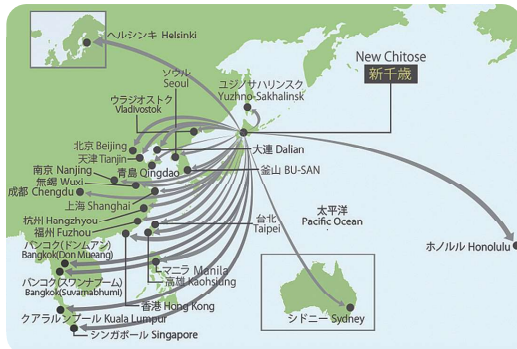 ヘルシンキ Helsinki
New Chitose
新千歳
ソウル
Seoul
ユジノサハリンスク
Yuzhno-Sakhalinsk
ウラジオストク
Vladivostok
北京 Beijing
天津 Tianjin
大連 Dalian
青島 Qingdao
釜山 BU-SAN
南京 Nanjing
無錫 Wuxi
成都 Chengdu
上海 Shanghai
杭州 Hangzhyou
福州 Fuzhou
台北
Taipei
太平洋
Pacific Ocean
バンコク(ドンムアン)
Bangkok(Don Mueang)
ホノルル Honolulu
マニラ Manila
高雄 Kaohsiung
バンコク(スワンナプーム)
Bangkok(Suvarnabhumi)
香港 Hong Kong
クアラルンプール Kuala Lumpur
シンガポール Singapore
シドニー Sydney